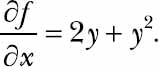 ∂f/∂x = 2y + y².